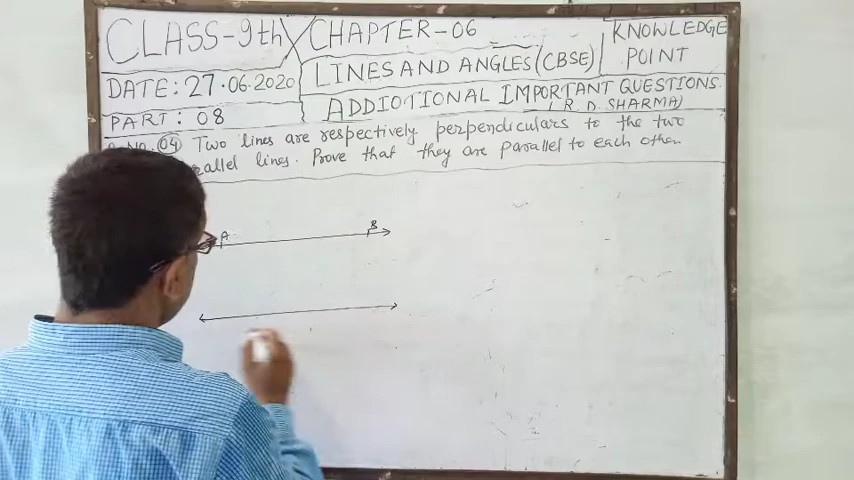 CLASS-9th CHAPTER-06 KNOWLEDGE POINT
DATE: 27.06.2020 LINES AND ANGLES (CBSE)
PART: 08 ADDIOTIONAL IMPORTANT QUESTIONS.
(R.D. SHARMA)
04 Two lines are respectively perpendiculars to the two
lines. Prove that they are parallel to each other.
A B